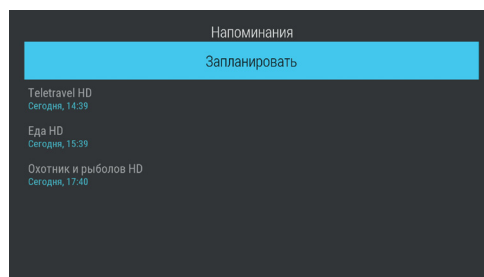 Напоминания
Запланировать
Teletravel HD
Сегодня, 14:39
Еда HD
Сегодня, 15:39
Охотник и рыболов HD
Сегодня, 17:40